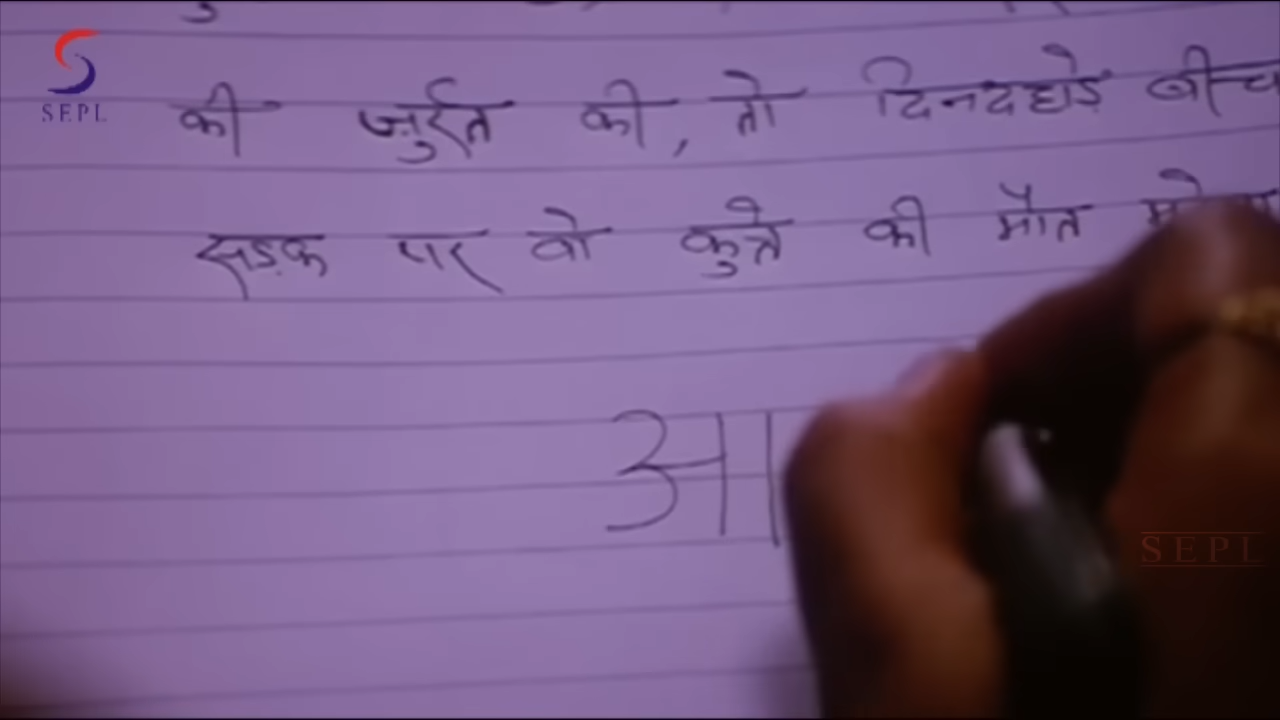 SEPL
की जुर्रत की, तो दिनदहाड़े बीच
सड़क पर वो कुत्ते की मौत
आ
SEPL